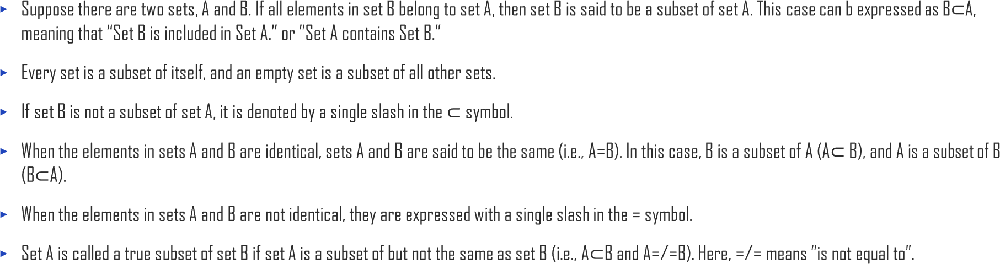 ▸ Suppose there are two sets, A and B. If all elements in set B belong to set A, then set B is said to be a subset of set A. This case can b expressed as B⊂A,
meaning that “Set B is included in Set A.” or ”Set A contains Set B.”
▸ Every set is a subset of itself, and an empty set is a subset of all other sets.
▸ If set B is not a subset of set A, it is denoted by a single slash in the ⊂ symbol.
▸ When the elements in sets A and B are identical, sets A and B are said to be the same (i.e., A=B). In this case, B is a subset of A (A⊂ B), and A is a subset of B
(B⊂A).
▸ When the elements in sets A and B are not identical, they are expressed with a single slash in the = symbol.
▸ Set A is called a true subset of set B if set A is a subset of but not the same as set B (i.e., A⊂B and A=/=B). Here, =/= means ”is not equal to”.